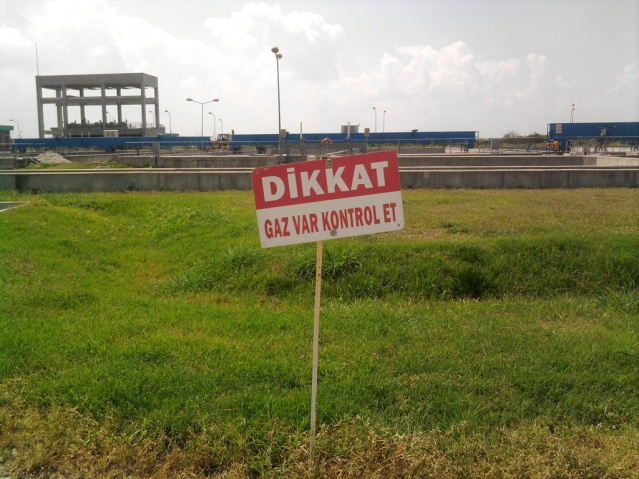 DİKKAT
GAZ VAR KONTROL ET